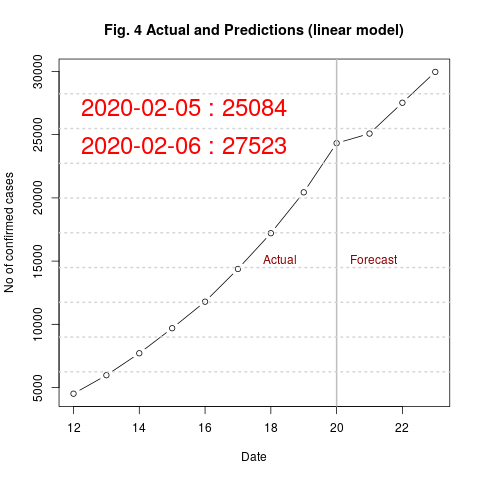 Fig. 4 Actual and Predictions (linear model)
30000
25000
20000
15000
10000
5000
No of confirmed cases
2020-02-05 : 25084
2020-02-06 : 27523
Actual
Forecast
12 14 16 18 20 22
Date